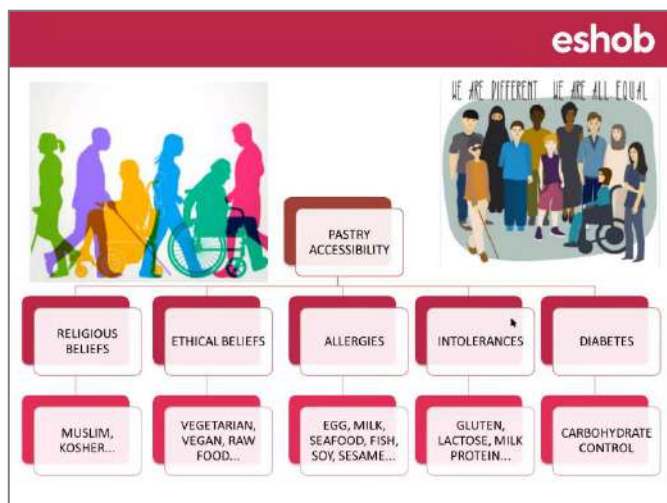 eshob
WE ARE DIFFERENT WE ARE ALL EQUAL
PASTRY
ACCESSIBILITY
RELIGIOUS
BELIEFS
ETHICAL BELIEFS
ALLERGIES
INTOLERANCES
DIABETES
MUSLIM,
KOSHER...
VEGETARIAN,
VEGAN, RAW
FOOD...
EGG, MILK,
SEAFOOD, FISH,
SOY, SESAME...
GLUTEN,
LACTOSE, MILK
PROTEIN...
CARBOHYDRATE
CONTROL